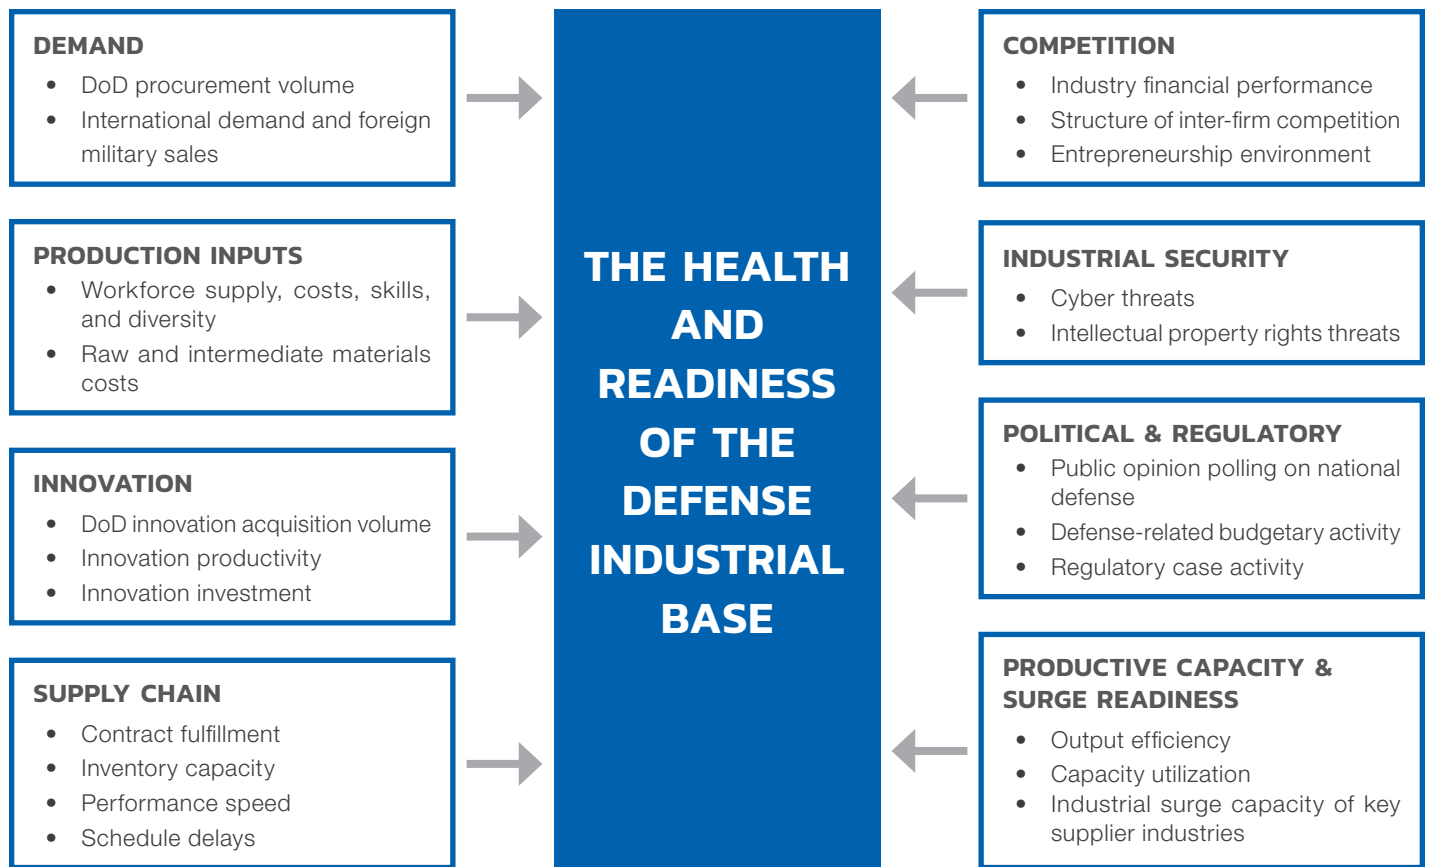 DEMAND
• DoD procurement volume
• International demand and foreign
military sales
PRODUCTION INPUTS
• Workforce supply, costs, skills,
and diversity
• Raw and intermediate materials
costs
INNOVATION
• DoD innovation acquisition volume
• Innovation productivity
• Innovation investment
SUPPLY CHAIN
• Contract fulfillment
• Inventory capacity
• Performance speed
• Schedule delays
THE HEALTH
AND
READINESS
OF THE
DEFENSE
INDUSTRIAL
BASE
COMPETITION
• Industry financial performance
• Structure of inter-firm competition
• Entrepreneurship environment
INDUSTRIAL SECURITY
• Cyber threats
• Intellectual property rights threats
POLITICAL & REGULATORY
• Public opinion polling on national
defense
• Defense-related budgetary activity
• Regulatory case activity
PRODUCTIVE CAPACITY &
SURGE READINESS
• Output efficiency
• Capacity utilization
• Industrial surge capacity of key
supplier industries